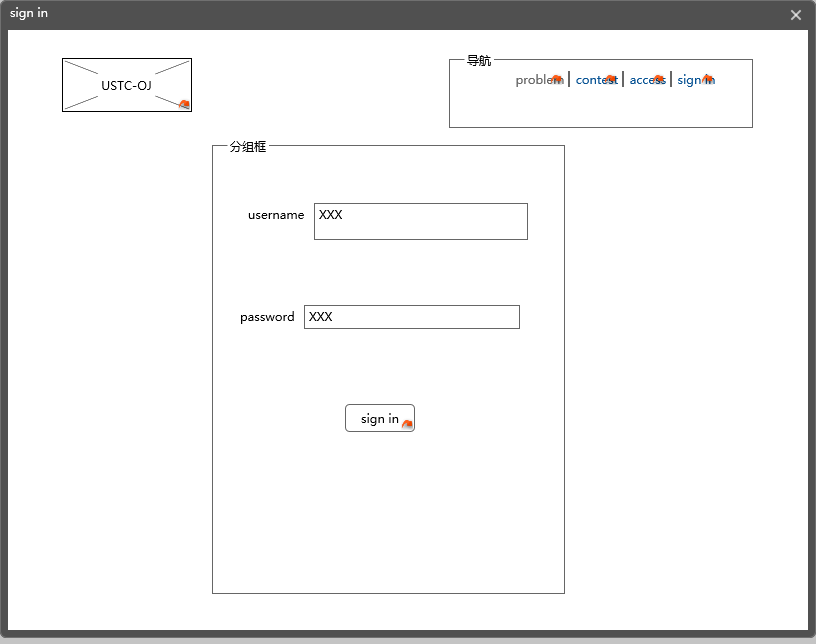 sign in
USTC-OJ
导航
problem | contest | access | sign in
分组框
username XXX
password XXX
sign in